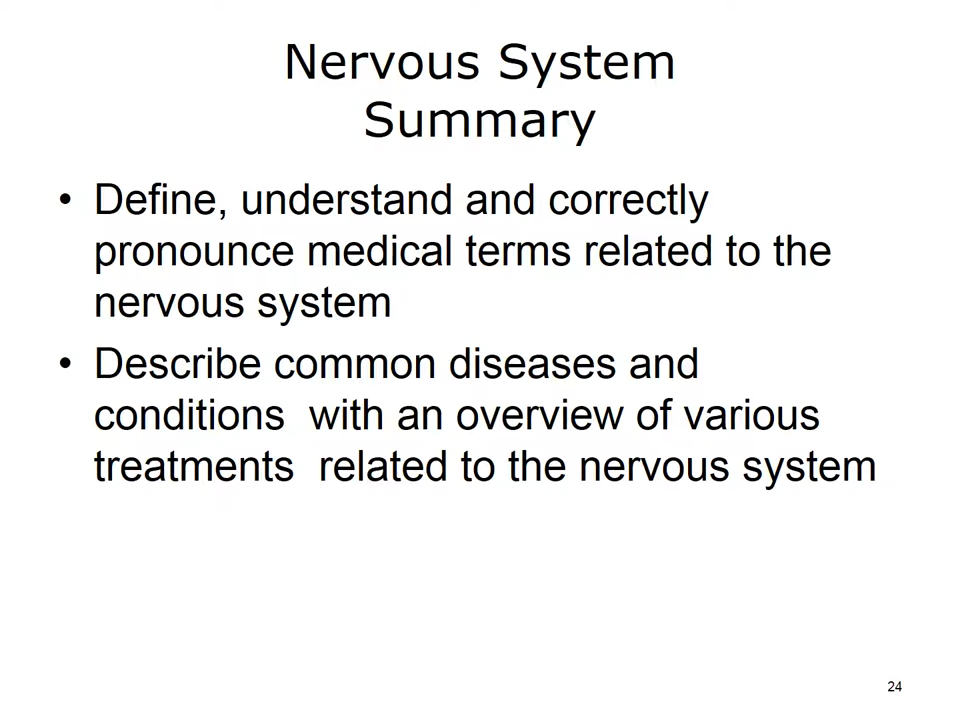 Nervous System
Summary
• Define, understand and correctly
pronounce medical terms related to the
nervous system
• Describe common diseases and
conditions  with an overview of various
treatments  related to the nervous system
24